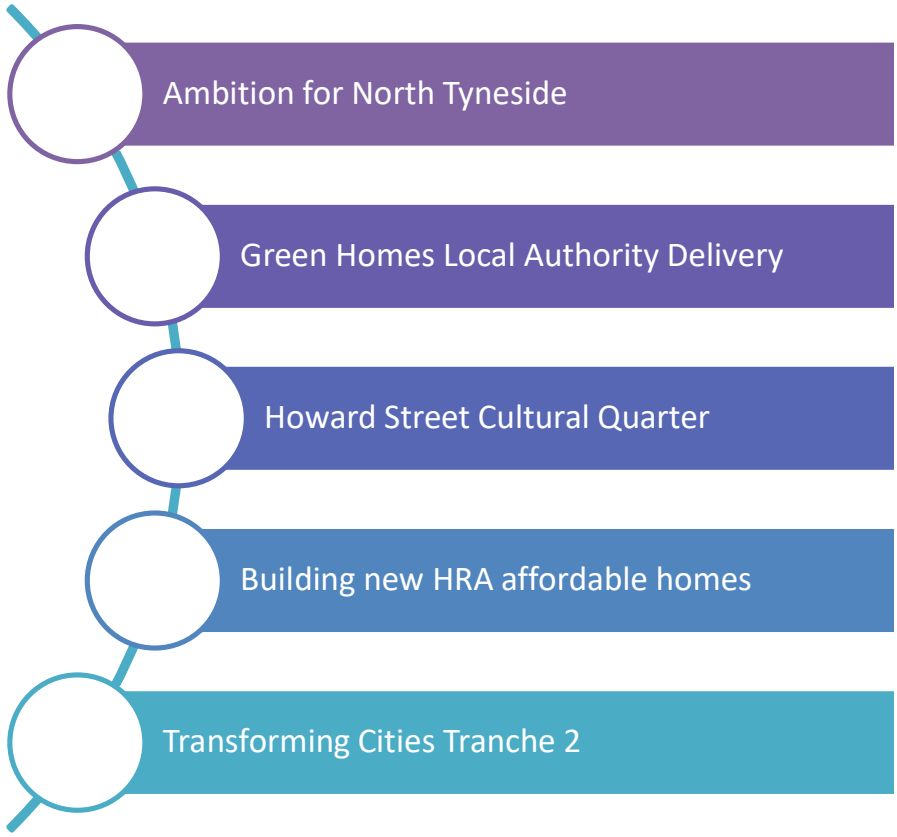 Ambition for North Tyneside
Green Homes Local Authority Delivery
Howard Street Cultural Quarter
Building new HRA affordable homes
Transforming Cities Tranche 2